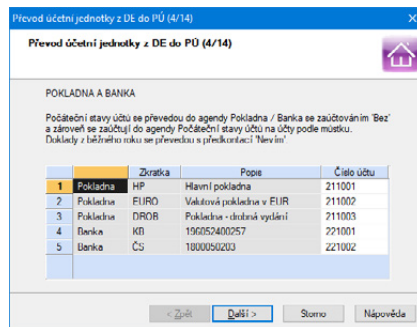 Převod účetní jednotky z DE do PÚ (4/14)
Převod účetní jednotky z DE do PÚ (4/14)
POKLADNA A BANKA
Počáteční stavy účtů se převedou do agendy Pokladna / Banka se zaúčtováním 'Bez'
a zároveň se zaúčtují do agendy Počáteční stavy účtů na účty podle můstku.
Doklady z běžného roku se převedou s předkontací 'Nevím'.
Zkratka Popis Číslo účtu
1 Pokladna HP Hlavní pokladna 211001
2 Pokladna EURO Valutová pokladna v EUR 211002
3 Pokladna DROB Pokladna - drobná vydání 211003
4 Banka KB 196052400257 221001
5 Banka ČS 1800050203 221002
< Zpět Další > Storno Nápověda